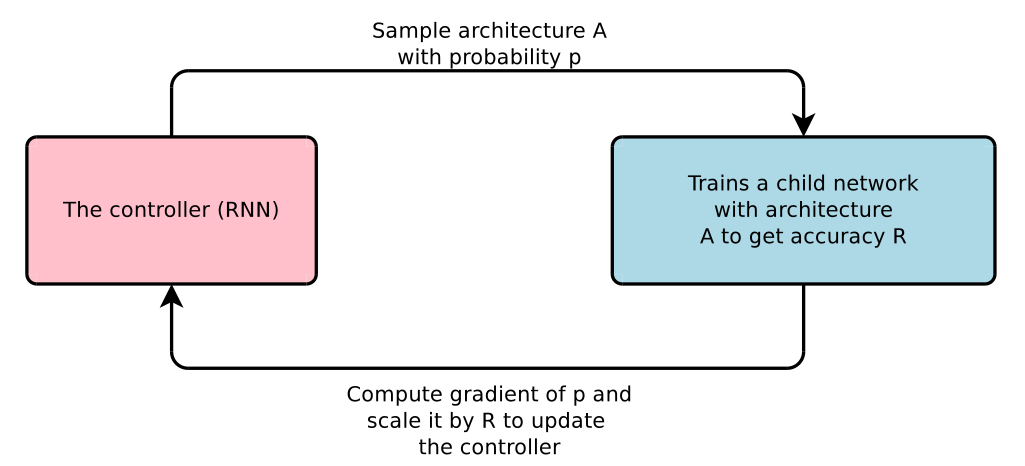 Sample architecture A
with probability p
The controller (RNN)
Trains a child network
with architecture
A to get accuracy R
Compute gradient of p and
scale it by R to update
the controller